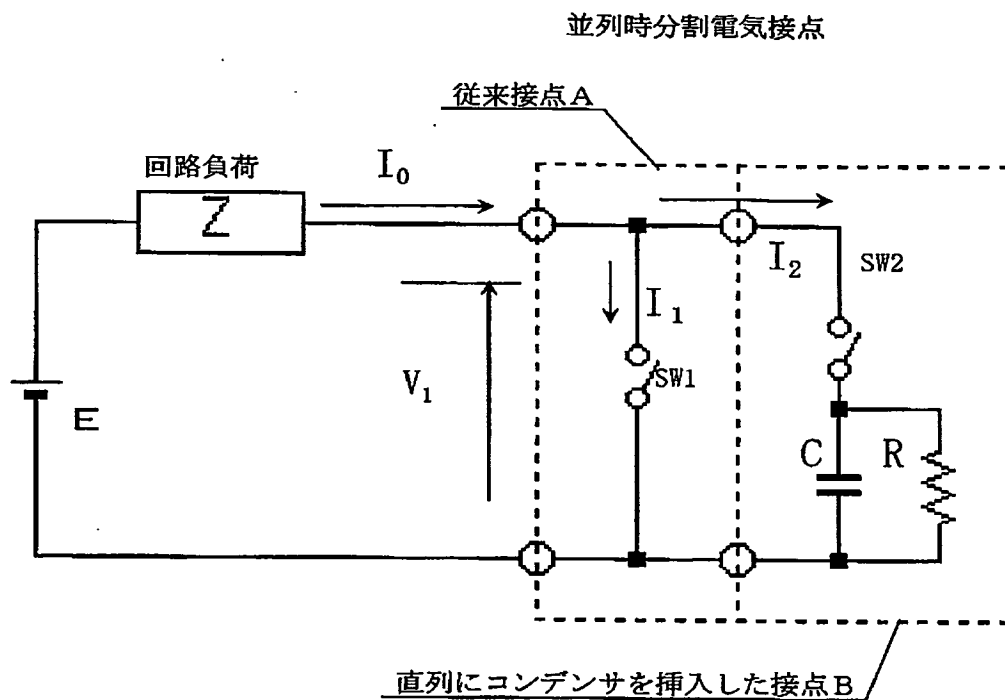 並列時分割電気接点
従来接点A
回路負荷
Z
I₀
I₂
SW2
I₁
SW1
V₁
E
C
R
直列にコンデンサを挿入した接点B